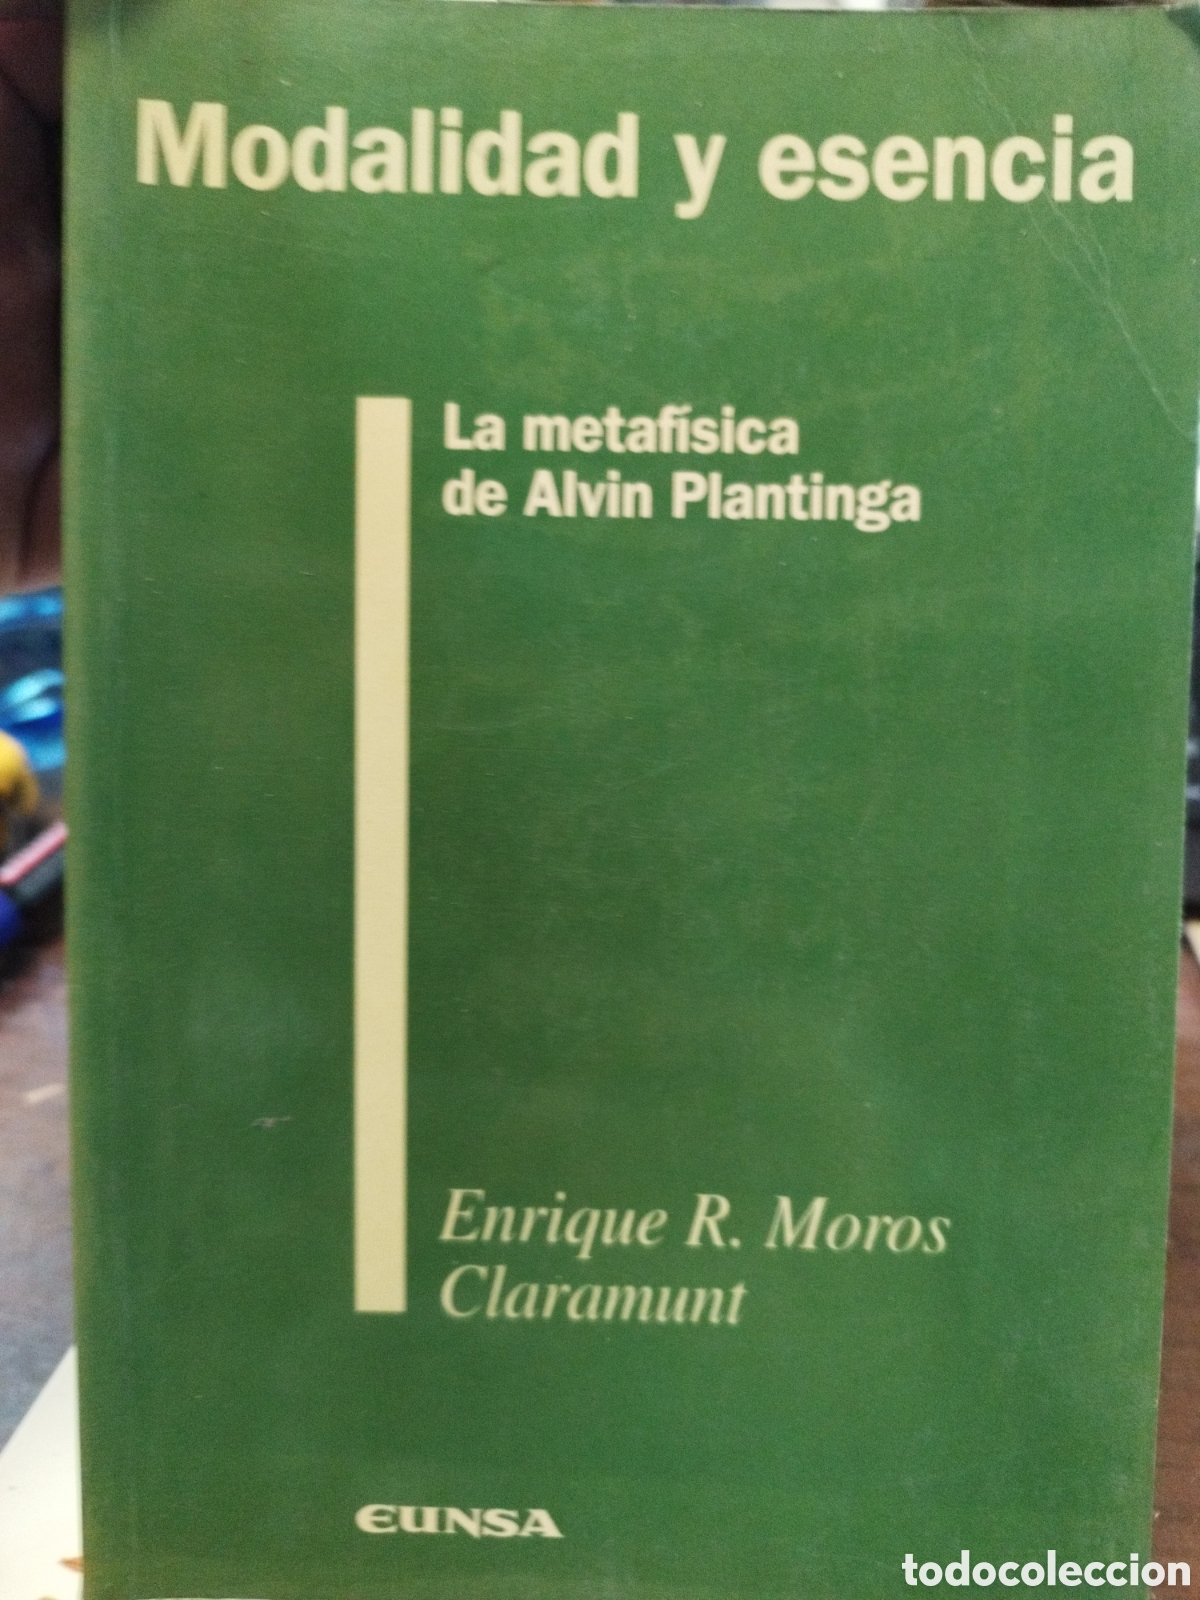 Modalidad y esencia
La metafísica
de Alvin Plantinga
Enrique R. Moros
Claramunt
EUNSA
todocoleccion